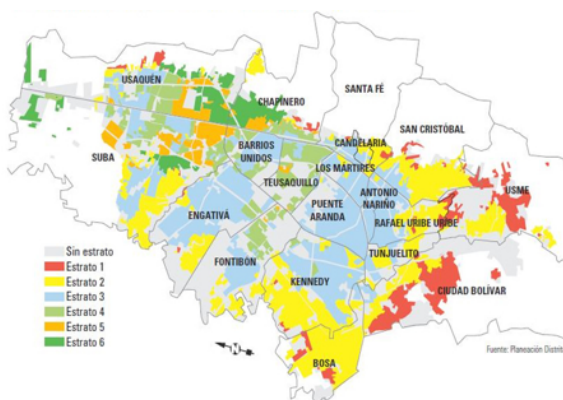 USAQUÉN
CHAPINERO
SANTA FÉ
SAN CRISTÓBAL
BARRIOS
UNIDOS
CANDELARIA
SUBA
LOS MARTIRES
TEUSAQUILLO
ANTONIO
NARIÑO
USME
ENGATIVÁ
PUENTE
ARANDA
RAFAEL URIBE URIBE
FONTIBON
TUNJUELITO
KENNEDY
CIUDAD BOLÍVAR
BOSA
Sin estrato
Estrato 1
Estrato 2
Estrato 3
Estrato 4
Estrato 5
Estrato 6
N
Fuente: Planeación Distrit